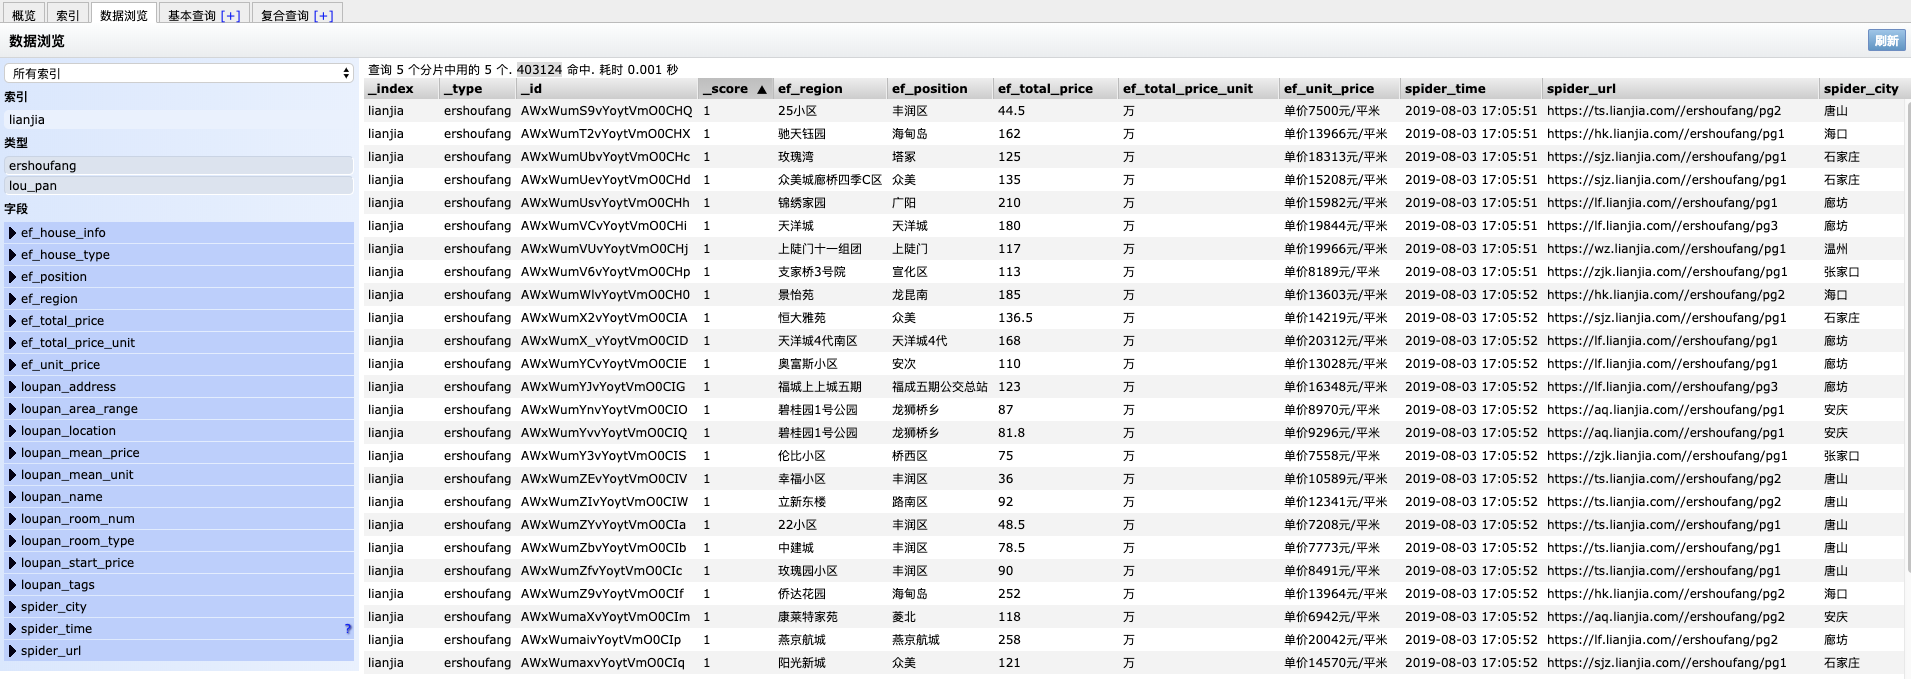 概览 索引 数据浏览 基本查询 [+] 复合查询 [+]
数据浏览 刷新
所有索引
索引
lianjia
类型
ershoufang
lou_pan
字段
ef_house_info
ef_house_type
ef_position
ef_region
ef_total_price
ef_total_price_unit
ef_unit_price
loupan_address
loupan_area_range
loupan_location
loupan_mean_price
loupan_mean_unit
loupan_name
loupan_room_num
loupan_room_type
loupan_start_price
loupan_tags
spider_city
spider_time ?
spider_url
查询 5 个分片中用的 5 个. 403124 命中. 耗时 0.001 秒
_index _type _id _score ▲ ef_region ef_position ef_total_price ef_total_price_unit ef_unit_price spider_time spider_url spider_city
lianjia ershoufang AWxWumS9vYoytVmO0CHQ 1 25小区 丰润区 44.5 万 单价7500元/平米 2019-08-03 17:05:51 https://ts.lianjia.com//ershoufang/pg2 唐山
lianjia ershoufang AWxWumT2vYoytVmO0CHX 1 驰天钰园 海甸岛 162 万 单价13966元/平米 2019-08-03 17:05:51 https://hk.lianjia.com//ershoufang/pg1 海口
lianjia ershoufang AWxWumUbvYoytVmO0CHc 1 玫瑰湾 塔冢 125 万 单价18313元/平米 2019-08-03 17:05:51 https://sjz.lianjia.com//ershoufang/pg1 石家庄
lianjia ershoufang AWxWumUevYoytVmO0CHd 1 众美城廊桥四季C区 众美 135 万 单价15208元/平米 2019-08-03 17:05:51 https://sjz.lianjia.com//ershoufang/pg1 石家庄
lianjia ershoufang AWxWumUsvYoytVmO0CHh 1 锦绣家园 广阳 210 万 单价15982元/平米 2019-08-03 17:05:51 https://lf.lianjia.com//ershoufang/pg1 廊坊
lianjia ershoufang AWxWumVCvYoytVmO0CHi 1 天洋城 天洋城 180 万 单价19844元/平米 2019-08-03 17:05:51 https://lf.lianjia.com//ershoufang/pg3 廊坊
lianjia ershoufang AWxWumVUvYoytVmO0CHj 1 上陡门十一组团 上陡门 117 万 单价19966元/平米 2019-08-03 17:05:51 https://wz.lianjia.com//ershoufang/pg1 温州
lianjia ershoufang AWxWumV6vYoytVmO0CHp 1 支家桥3号院 宣化区 113 万 单价8189元/平米 2019-08-03 17:05:51 https://zjk.lianjia.com//ershoufang/pg1 张家口
lianjia ershoufang AWxWumWlvYoytVmO0CH0 1 景怡苑 龙昆南 185 万 单价13603元/平米 2019-08-03 17:05:52 https://hk.lianjia.com//ershoufang/pg2 海口
lianjia ershoufang AWxWumX2vYoytVmO0CIA 1 恒大雅苑 众美 136.5 万 单价14219元/平米 2019-08-03 17:05:52 https://sjz.lianjia.com//ershoufang/pg1 石家庄
lianjia ershoufang AWxWumX_vYoytVmO0CID 1 天洋城4代南区 天洋城4代 168 万 单价20312元/平米 2019-08-03 17:05:52 https://lf.lianjia.com//ershoufang/pg1 廊坊
lianjia ershoufang AWxWumYCvYoytVmO0CIE 1 奥富斯小区 安次 110 万 单价13028元/平米 2019-08-03 17:05:52 https://lf.lianjia.com//ershoufang/pg1 廊坊
lianjia ershoufang AWxWumYJvYoytVmO0CIG 1 福城上上城五期 福成五期公交总站 123 万 单价16348元/平米 2019-08-03 17:05:52 https://lf.lianjia.com//ershoufang/pg3 廊坊
lianjia ershoufang AWxWumYnvYoytVmO0CIO 1 碧桂园1号公园 龙狮桥乡 87 万 单价8970元/平米 2019-08-03 17:05:52 https://aq.lianjia.com//ershoufang/pg1 安庆
lianjia ershoufang AWxWumYvvYoytVmO0CIQ 1 碧桂园1号公园 龙狮桥乡 81.8 万 单价9296元/平米 2019-08-03 17:05:52 https://aq.lianjia.com//ershoufang/pg1 安庆
lianjia ershoufang AWxWumY3vYoytVmO0CIS 1 伦比小区 桥西区 75 万 单价7558元/平米 2019-08-03 17:05:52 https://zjk.lianjia.com//ershoufang/pg1 张家口
lianjia ershoufang AWxWumZEvYoytVmO0CIV 1 幸福小区 丰润区 36 万 单价10589元/平米 2019-08-03 17:05:52 https://ts.lianjia.com//ershoufang/pg2 唐山
lianjia ershoufang AWxWumZIvYoytVmO0CIW 1 立新东楼 路南区 92 万 单价12341元/平米 2019-08-03 17:05:52 https://ts.lianjia.com//ershoufang/pg2 唐山
lianjia ershoufang AWxWumZYvYoytVmO0CIa 1 22小区 丰润区 48.5 万 单价7208元/平米 2019-08-03 17:05:52 https://ts.lianjia.com//ershoufang/pg1 唐山
lianjia ershoufang AWxWumZbvYoytVmO0CIb 1 中建城 丰润区 78.5 万 单价7773元/平米 2019-08-03 17:05:52 https://ts.lianjia.com//ershoufang/pg1 唐山
lianjia ershoufang AWxWumZfvYoytVmO0CIc 1 玫瑰园小区 丰润区 90 万 单价8491元/平米 2019-08-03 17:05:52 https://ts.lianjia.com//ershoufang/pg1 唐山
lianjia ershoufang AWxWumZ9vYoytVmO0CIf 1 侨达花园 海甸岛 252 万 单价13964元/平米 2019-08-03 17:05:52 https://hk.lianjia.com//ershoufang/pg2 海口
lianjia ershoufang AWxWumaXvYoytVmO0CIm 1 康莱特家苑 菱北 118 万 单价6942元/平米 2019-08-03 17:05:52 https://aq.lianjia.com//ershoufang/pg2 安庆
lianjia ershoufang AWxWumaivYoytVmO0CIp 1 燕京航城 燕京航城 258 万 单价20042元/平米 2019-08-03 17:05:52 https://lf.lianjia.com//ershoufang/pg2 廊坊
lianjia ershoufang AWxWumaxvYoytVmO0CIq 1 阳光新城 众美 121 万 单价14570元/平米 2019-08-03 17:05:52 https://sjz.lianjia.com//ershoufang/pg1 石家庄